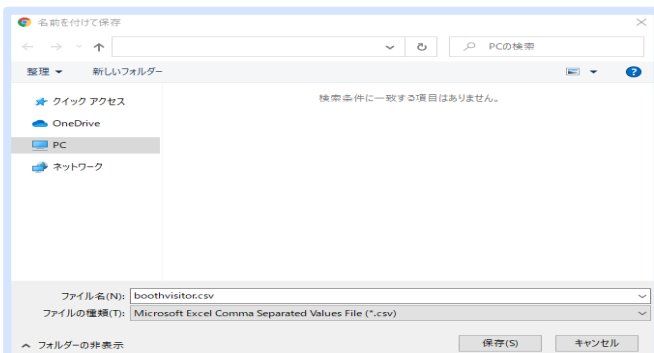 名前を付けて保存
PCの検索
整理 新しいフォルダー
クイック アクセス
検索条件に一致する項目はありません。
OneDrive
PC
ネットワーク
ファイル名(N): boothvisitor.csv
ファイルの種類(T): Microsoft Excel Comma Separated Values File (*.csv)
フォルダーの非表示 保存(S) キャンセル